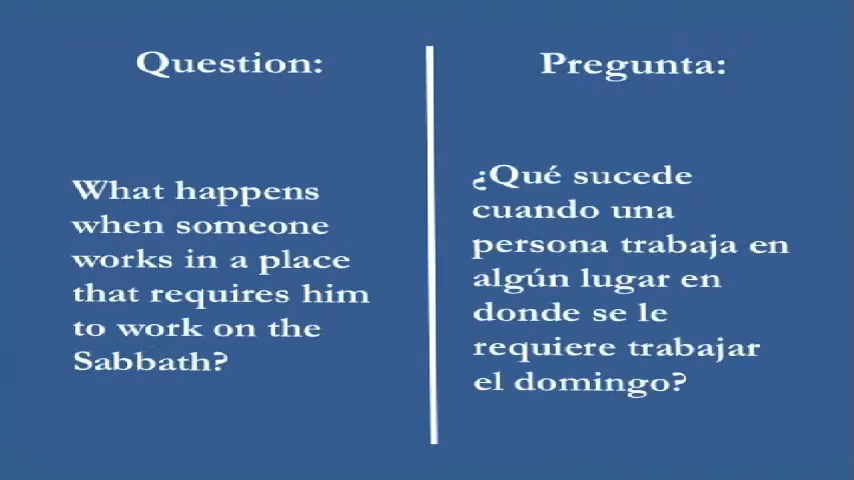 Question:
What happens
when someone
works in a place
that requires him
to work on the
Sabbath?
Pregunta:
¿Qué sucede
cuando una
persona trabaja en
algún lugar en
donde se le
requiere trabajar
el domingo?